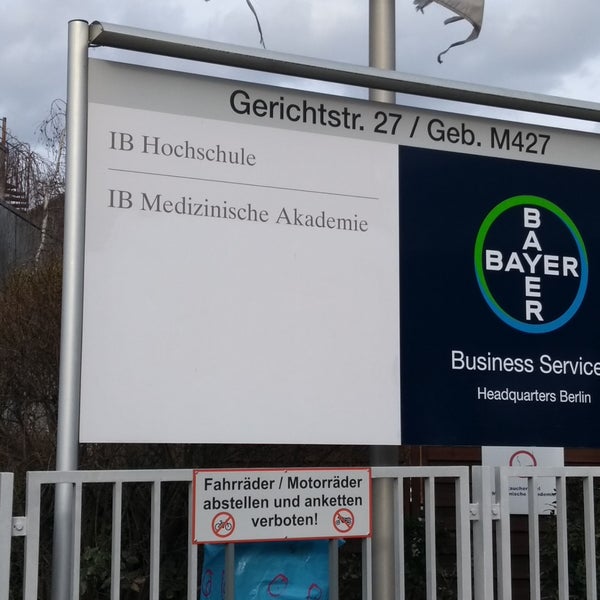 Gerichtstr. 27 / Geb. M427
IB Hochschule
IB Medizinische Akademie
BAYER
BAYER
Business Service
Headquarters Berlin
Fahrräder / Motorräder
abstellen und anketten
verboten!